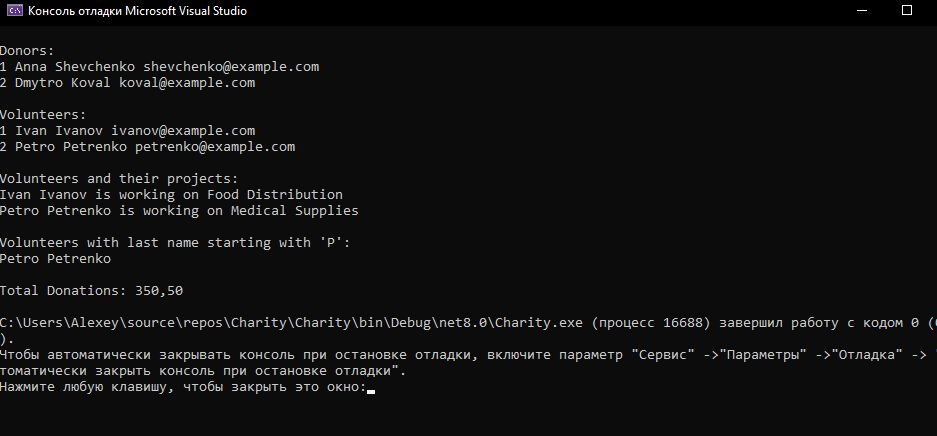 Консоль отладки Microsoft Visual Studio
Donors:
1 Anna Shevchenko shevchenko@example.com
2 Dmytro Koval koval@example.com
Volunteers:
1 Ivan Ivanov ivanov@example.com
2 Petro Petrenko petrenko@example.com
Volunteers and their projects:
Ivan Ivanov is working on Food Distribution
Petro Petrenko is working on Medical Supplies
Volunteers with last name starting with 'P':
Petro Petrenko
Total Donations: 350,50
C:\Users\Alexey\source\repos\Charity\Charity\bin\Debug\net8.0\Charity.exe (процесс 16688) завершил работу с кодом 0 (
).
Чтобы автоматически закрывать консоль при остановке отладки, включите параметр "Сервис" ->"Параметры" ->"Отладка" ->
томатически закрыть консоль при остановке отладки".
Нажмите любую клавишу, чтобы закрыть это окно: